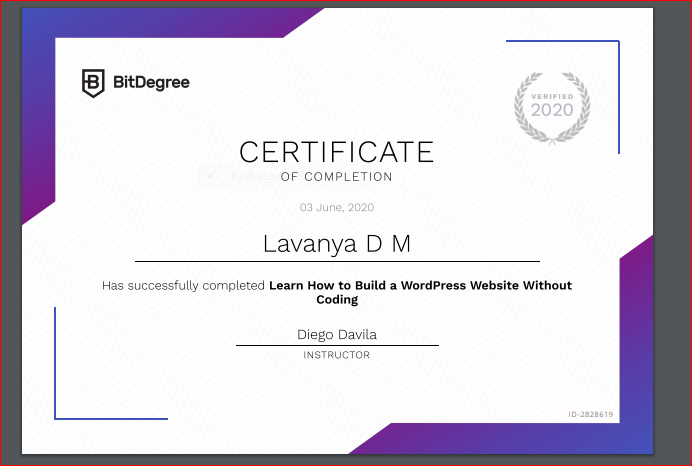 BitDegree
VERIFIED
2020
CERTIFICATE
OF COMPLETION
03 June, 2020
Lavanya D M
Has successfully completed Learn How to Build a WordPress Website Without
Coding
Diego Davila
INSTRUCTOR
ID-2828619